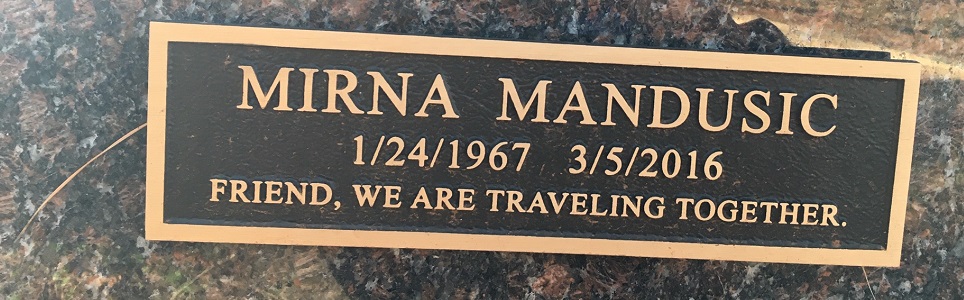 MIRNA MANDUSIC
1/24/1967 3/5/2016
FRIEND, WE ARE TRAVELING TOGETHER.